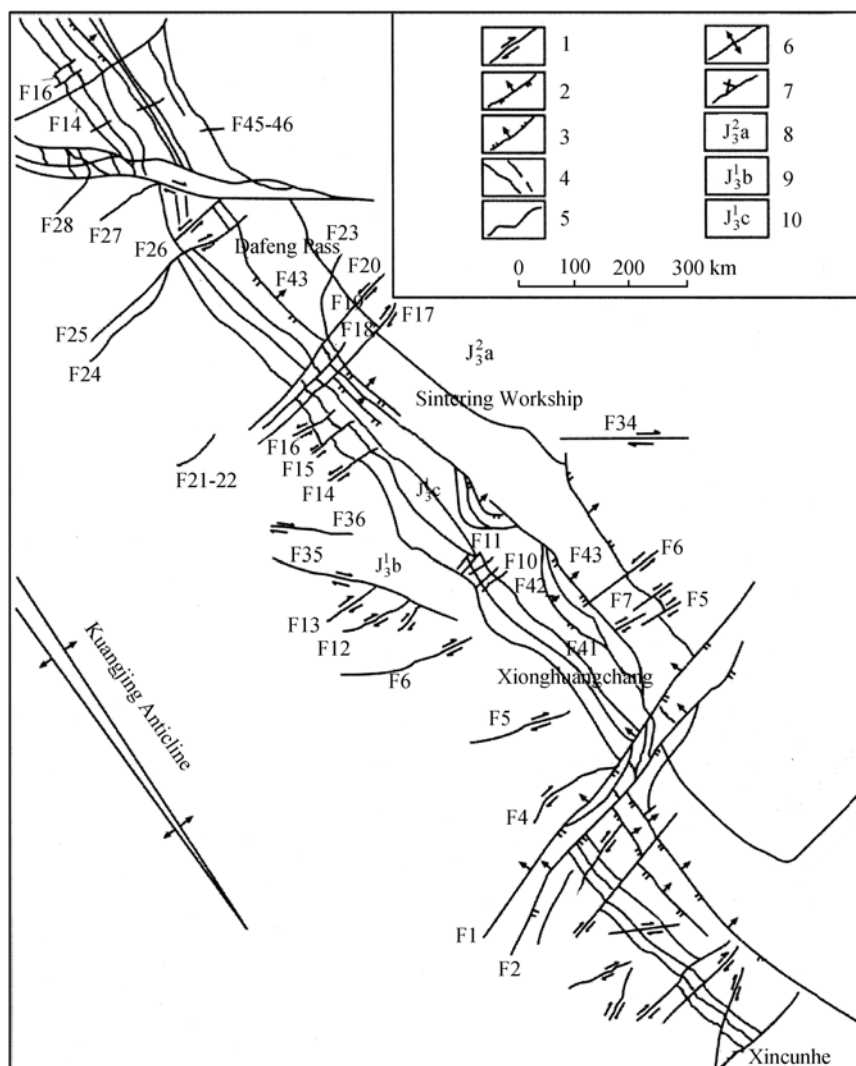 1
2
3
4
5
6
7
J₃²a 8
J₃¹b 9
J₃¹c 10
0 100 200 300 km
F16
F14
F45-46
F28
F27
F26
Dafeng Pass
F23
F20
F43
F19
F17
F18
F25
F24
J₃²a
Sintering Workship
F34
F16
F15
F14
F21-22
J₃¹c
F36
F11
F35
J₃¹b
F10
F43
F6
F42
F7
F5
F13
F12
F41
F6
Xionghuangchang
Kuangjing Anticline
F5
F4
F1
F2
Xincunhe